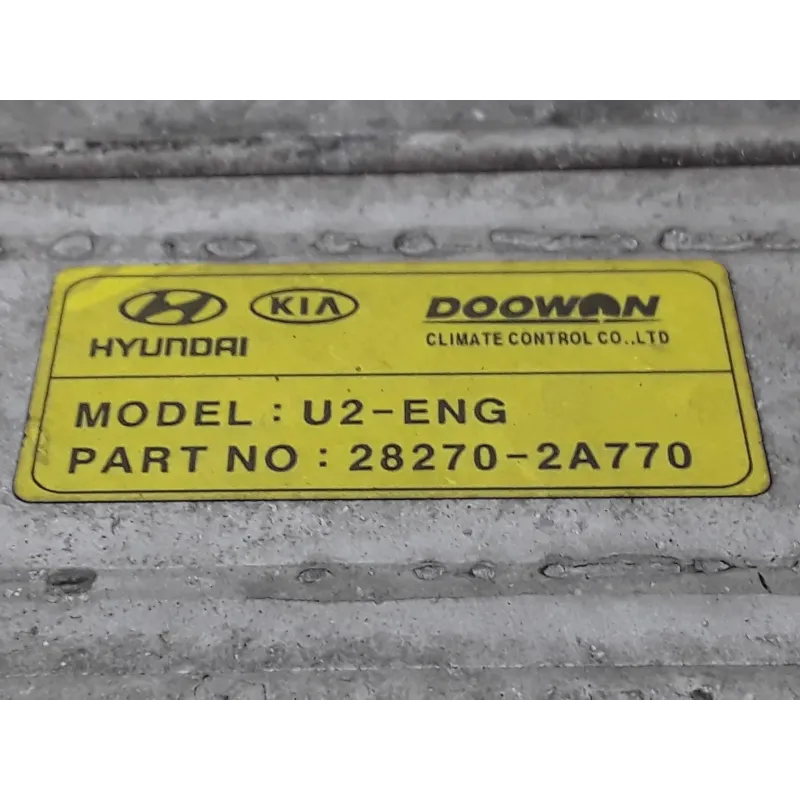 HYUNDAI
KIA
DOOWON
CLIMATE CONTROL CO.,LTD
MODEL : U2-ENG
PART NO : 28270-2A770